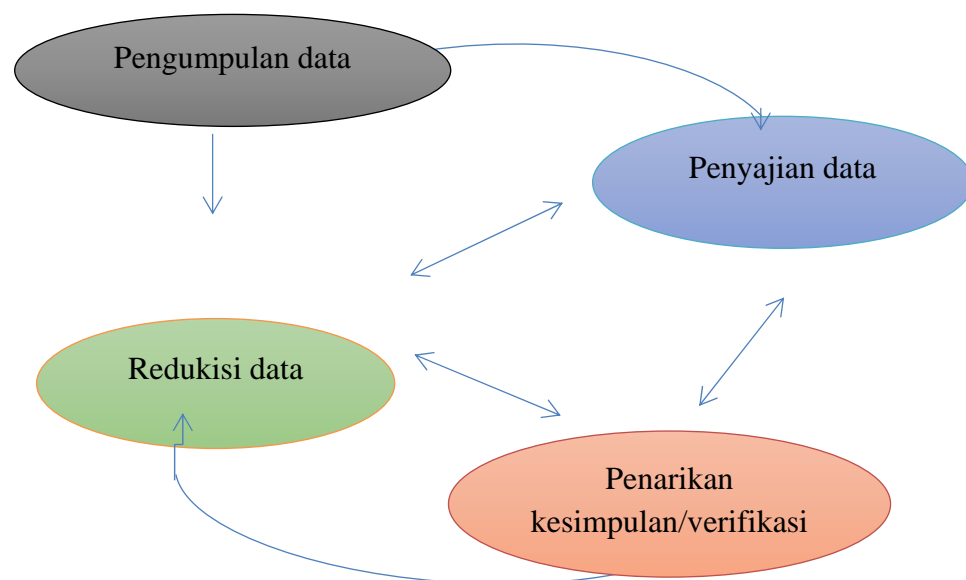 Pengumpulan data
Penyajian data
Redukisi data
Penarikan
kesimpulan/verifikasi